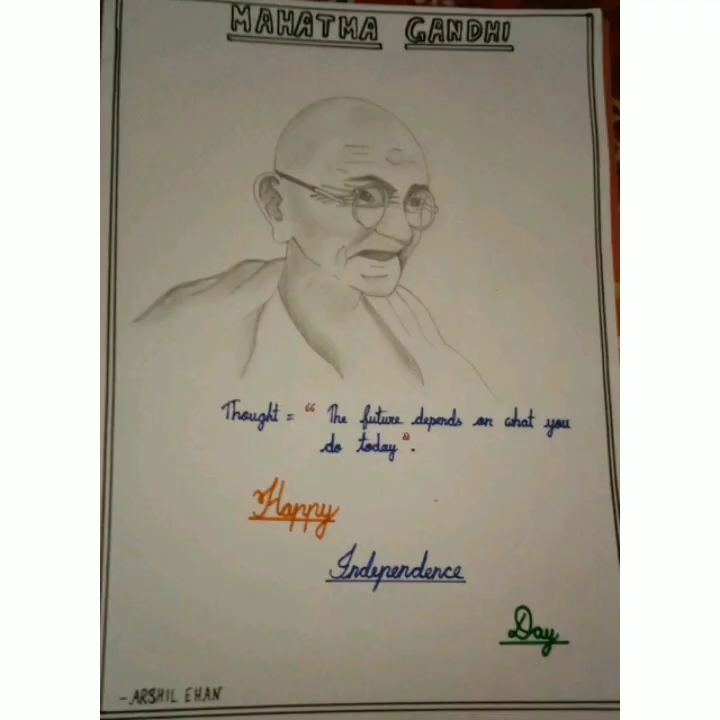 MAHATMA GANDHI
Thought = " The future depends on what you
do today ".
Happy
Independence
Day
- ARSHIL EHAN